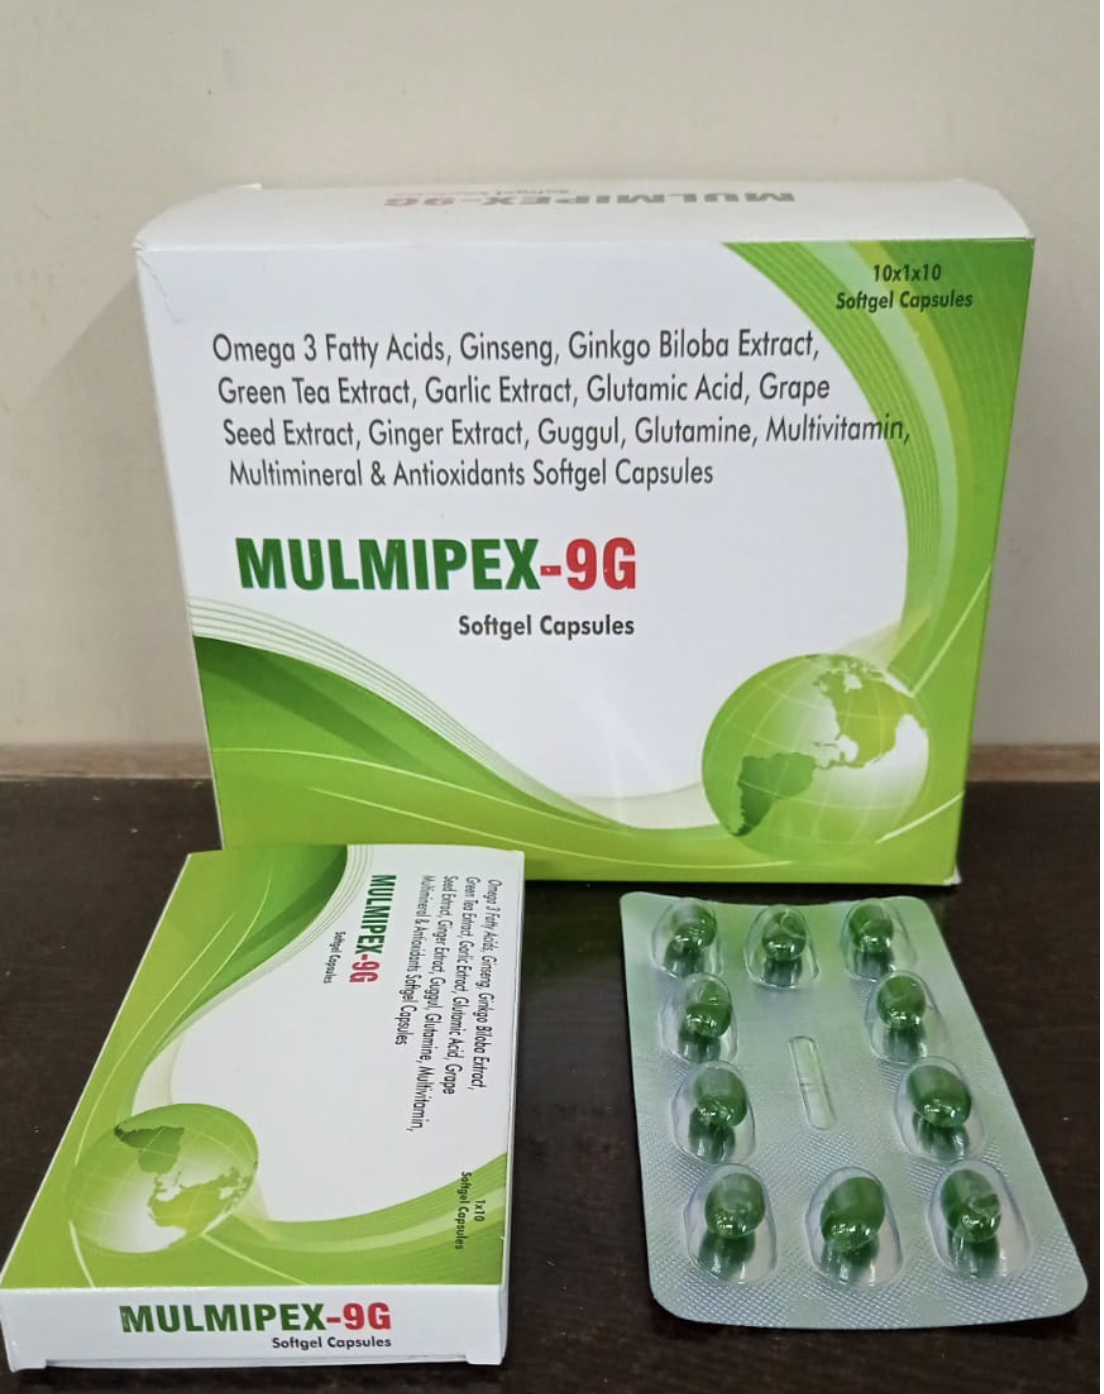 MULMIPEX-9G
Softgel Capsules
10x1x10
Softgel Capsules
Omega 3 Fatty Acids, Ginseng, Ginkgo Biloba Extract,
Green Tea Extract, Garlic Extract, Glutamic Acid, Grape
Seed Extract, Ginger Extract, Guggul, Glutamine, Multivitamin,
Multimineral & Antioxidants Softgel Capsules
MULMIPEX-9G
Softgel Capsules
Omega 3 Fatty Acids, Ginseng, Ginkgo Biloba Extract,
Green Tea Extract, Garlic Extract, Glutamic Acid, Grape
Seed Extract, Ginger Extract, Guggul, Glutamine, Multivitamin,
Multimineral & Antioxidants Softgel Capsules
MULMIPEX-9G
Softgel Capsules
1x10
Softgel Capsules
MULMIPEX-9G
Softgel Capsules